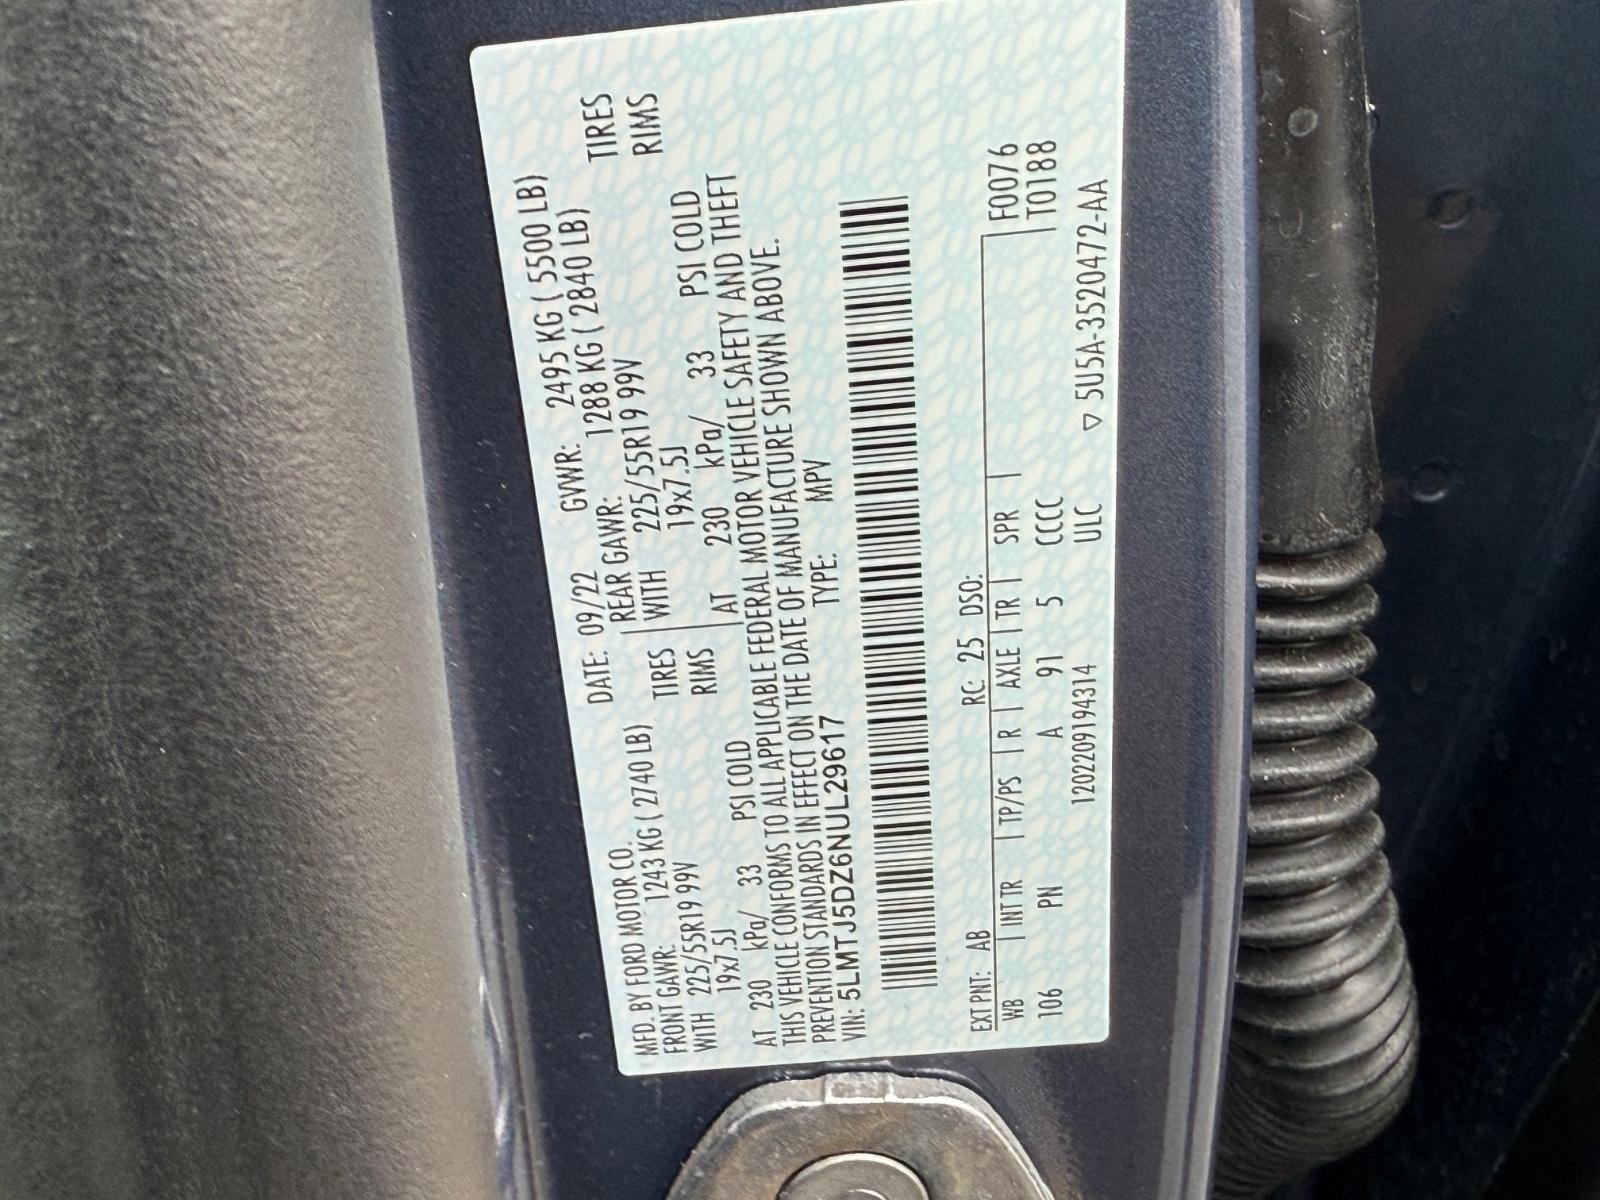 MFD. BY FORD MOTOR CO.
DATE: 09/22 GVWR: 2495 KG ( 5500 LB)
FRONT GAWR: 1243 KG ( 2740 LB) REAR GAWR: 1288 KG ( 2840 LB)
WITH 225/55R19 99V TIRES WITH 225/55R19 99V TIRES
19x7.5J RIMS 19x7.5J RIMS
AT 230 kPa/ 33 PSI COLD AT 230 kPa/ 33 PSI COLD
THIS VEHICLE CONFORMS TO ALL APPLICABLE FEDERAL MOTOR VEHICLE SAFETY AND THEFT
PREVENTION STANDARDS IN EFFECT ON THE DATE OF MANUFACTURE SHOWN ABOVE.
VIN: 5LMTJ5DZ6NUL29617 TYPE: MPV
EXT PNT: AB RC: 25 DSO: F0076
WB INT TR TP/PS R AXLE TR SPR T0188
106 PN A 91 5 CCCC
1202209194314 ULC ▽ 5U5A-3520472-AA